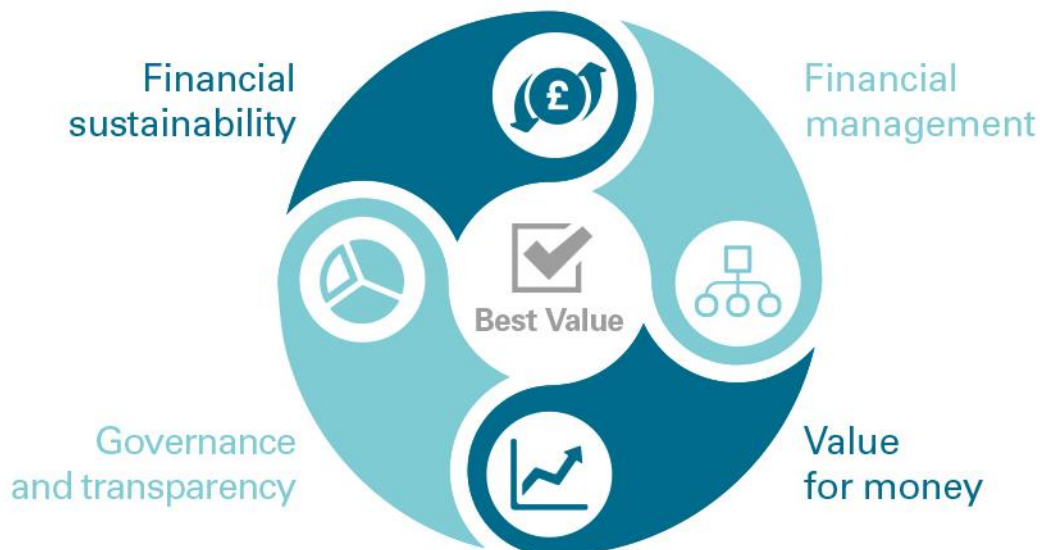 Financial
sustainability
Financial
management
£
Best Value
Governance
and transparency
Value
for money